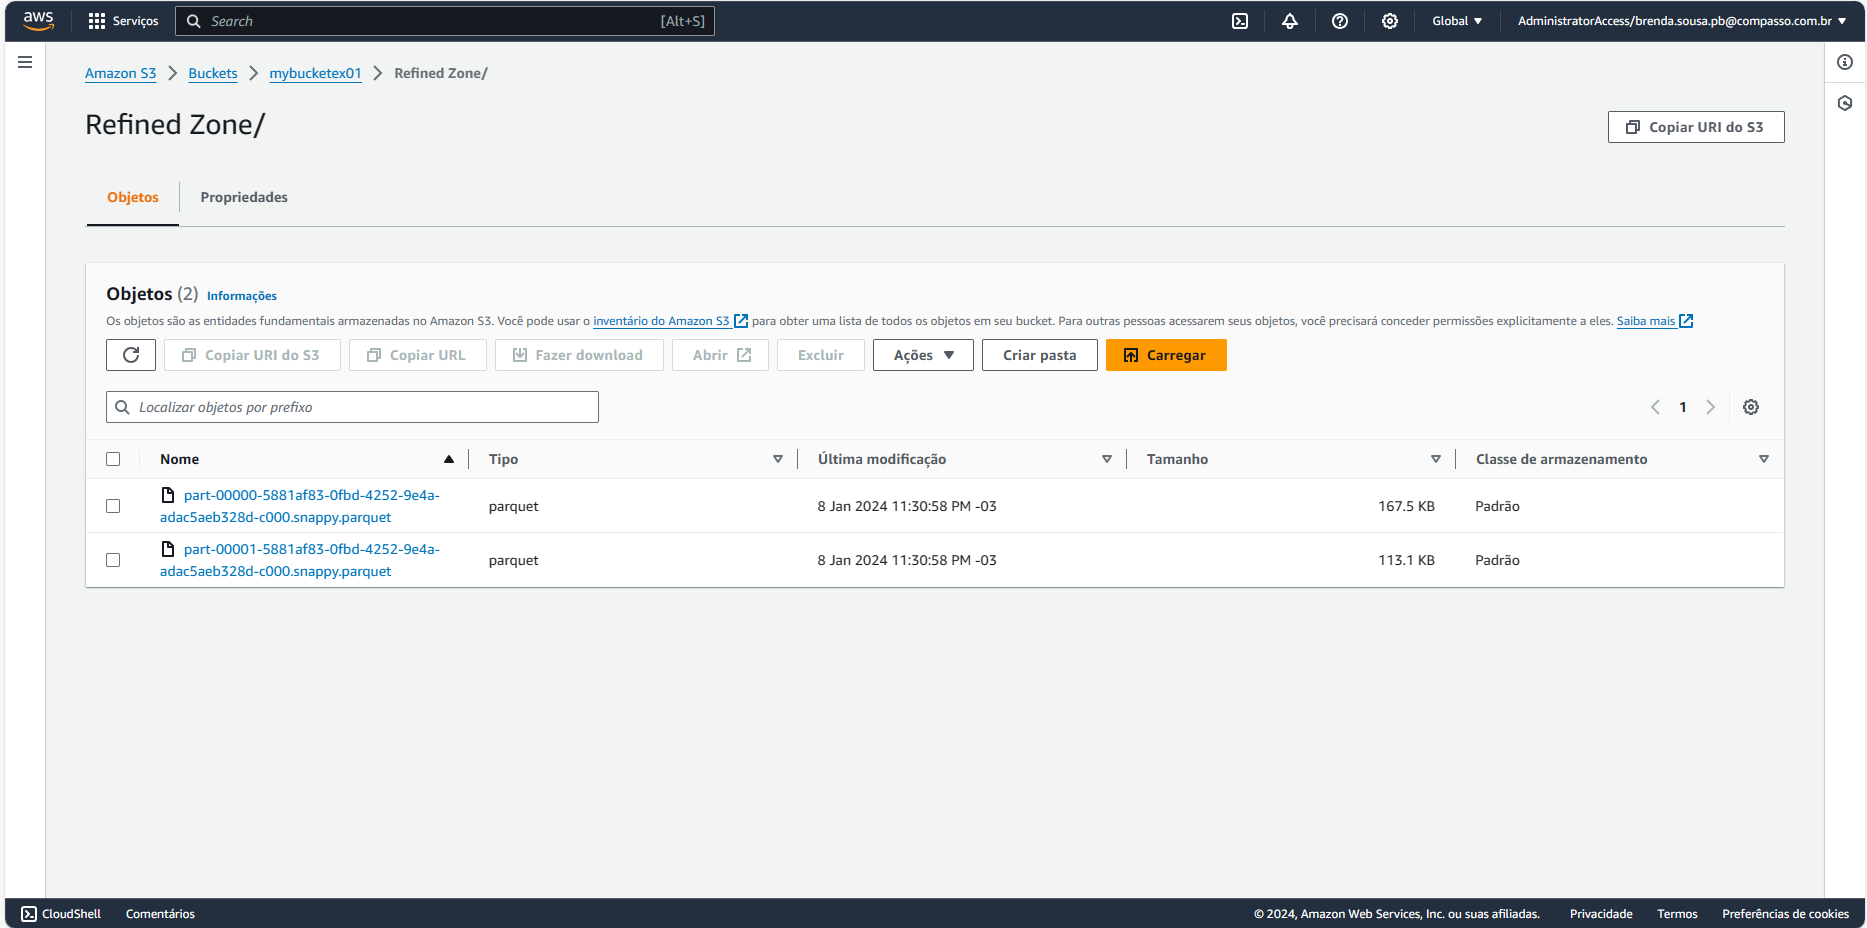 aws Serviços Search [Alt+S] Global AdministratorAccess/brenda.sousa.pb@compasso.com.br
Amazon S3 Buckets mybucketex01 Refined Zone/
Refined Zone/
Copiar URI do S3
Objetos Propriedades
Objetos (2) Informações
Os objetos são as entidades fundamentais armazenadas no Amazon S3. Você pode usar o inventário do Amazon S3 para obter uma lista de todos os objetos em seu bucket. Para outras pessoas acessarem seus objetos, você precisará conceder permissões explicitamente a eles. Saiba mais
Copiar URI do S3 Copiar URL Fazer download Abrir Excluir Ações Criar pasta Carregar
Localizar objetos por prefixo 1
Nome Tipo Última modificação Tamanho Classe de armazenamento
part-00000-5881af83-0fbd-4252-9e4a-
adac5aeb328d-c000.snappy.parquet
parquet 8 Jan 2024 11:30:58 PM -03 167.5 KB Padrão
part-00001-5881af83-0fbd-4252-9e4a-
adac5aeb328d-c000.snappy.parquet
parquet 8 Jan 2024 11:30:58 PM -03 113.1 KB Padrão
CloudShell Comentários © 2024, Amazon Web Services, Inc. ou suas afiliadas. Privacidade Termos Preferências de cookies